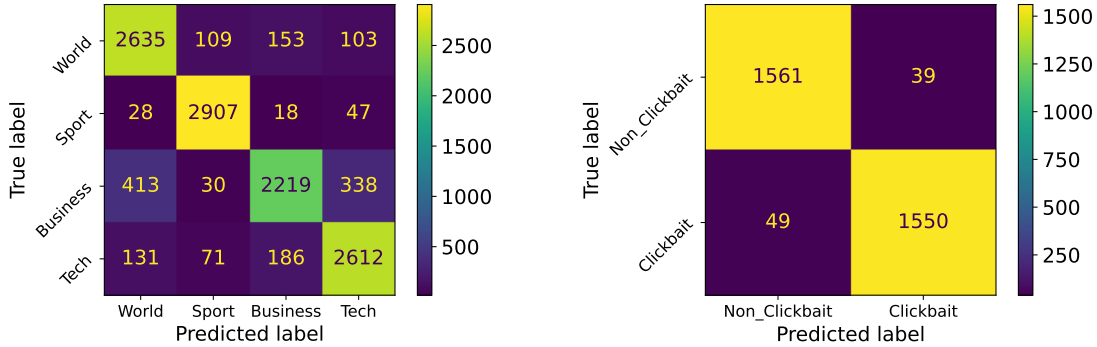 True label
World
Sport
Business
Tech
2635 109 153 103
28 2907 18 47
413 30 2219 338
131 71 186 2612
World Sport Business Tech
Predicted label
2500
2000
1500
1000
500
True label
Non_Clickbait
Clickbait
1561 39
49 1550
Non_Clickbait Clickbait
Predicted label
1500
1250
1000
750
500
250